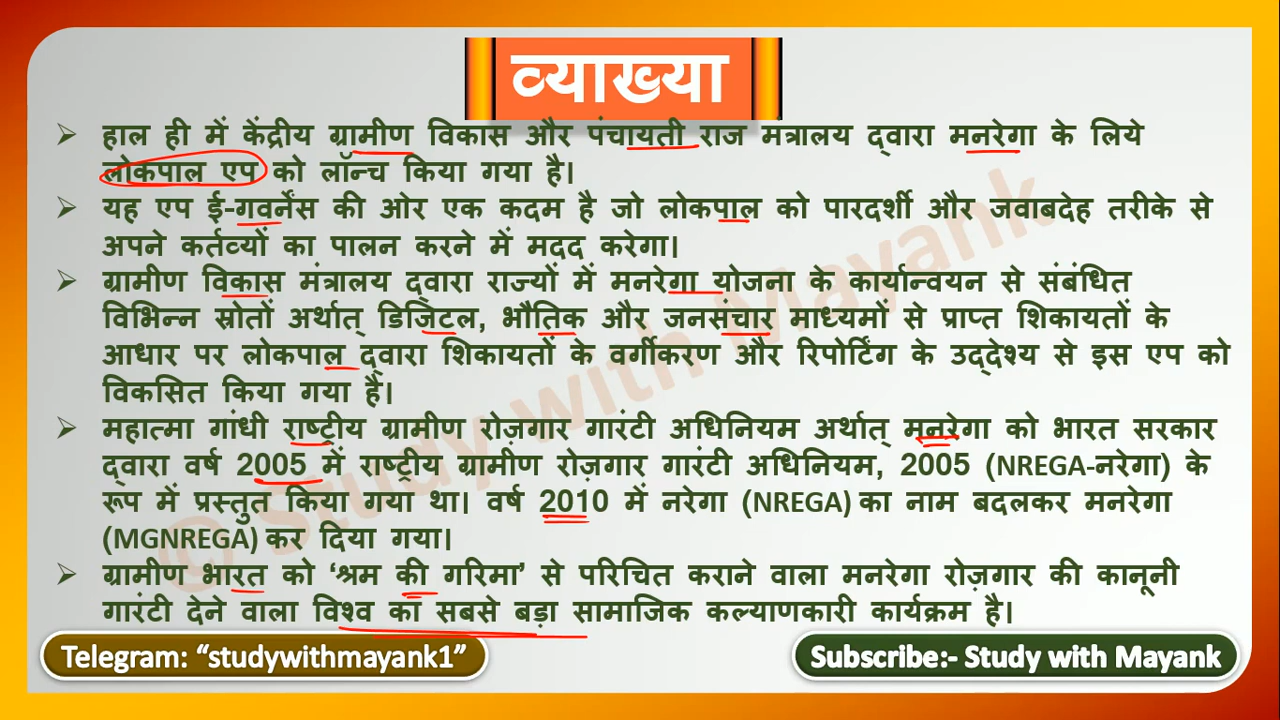 व्याख्या
➢ हाल ही में केंद्रीय ग्रामीण विकास और पंचायती राज मंत्रालय द्वारा मनरेगा के लिये
लोकपाल एप को लॉन्च किया गया है।
➢ यह एप ई-गवर्नेंस की ओर एक कदम है जो लोकपाल को पारदर्शी और जवाबदेह तरीके से
अपने कर्तव्यों का पालन करने में मदद करेगा।
➢ ग्रामीण विकास मंत्रालय द्वारा राज्यों में मनरेगा योजना के कार्यान्वयन से संबंधित
विभिन्न स्रोतों अर्थात् डिजिटल, भौतिक और जनसंचार माध्यमों से प्राप्त शिकायतों के
आधार पर लोकपाल द्वारा शिकायतों के वर्गीकरण और रिपोर्टिंग के उद्देश्य से इस एप को
विकसित किया गया है।
➢ महात्मा गांधी राष्ट्रीय ग्रामीण रोज़गार गारंटी अधिनियम अर्थात् मनरेगा को भारत सरकार
द्वारा वर्ष 2005 में राष्ट्रीय ग्रामीण रोज़गार गारंटी अधिनियम, 2005 (NREGA-नरेगा) के
रूप में प्रस्तुत किया गया था। वर्ष 2010 में नरेगा (NREGA) का नाम बदलकर मनरेगा
(MGNREGA) कर दिया गया।
➢ ग्रामीण भारत को ‘श्रम की गरिमा’ से परिचित कराने वाला मनरेगा रोज़गार की कानूनी
गारंटी देने वाला विश्व का सबसे बड़ा सामाजिक कल्याणकारी कार्यक्रम है।
© Study with Mayank
Telegram: “studywithmayank1”
Subscribe:- Study with Mayank